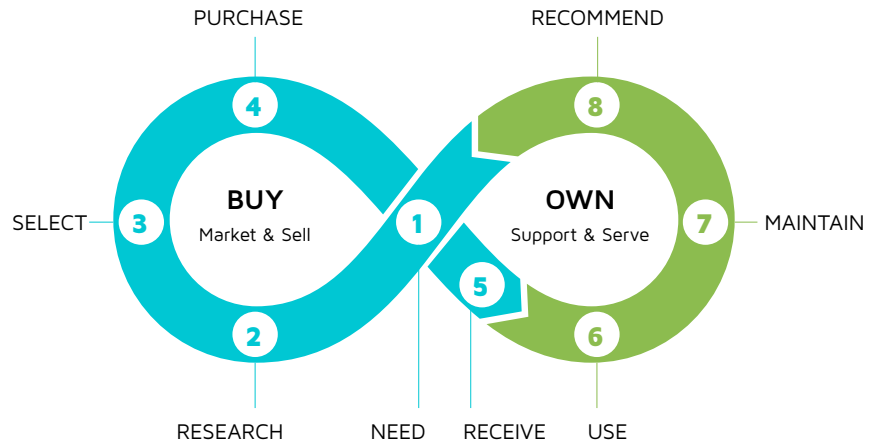 PURCHASE
RECOMMEND
4
8
BUY
Market & Sell
OWN
Support & Serve
SELECT
3
1
7
MAINTAIN
5
2
6
RESEARCH
NEED
RECEIVE
USE